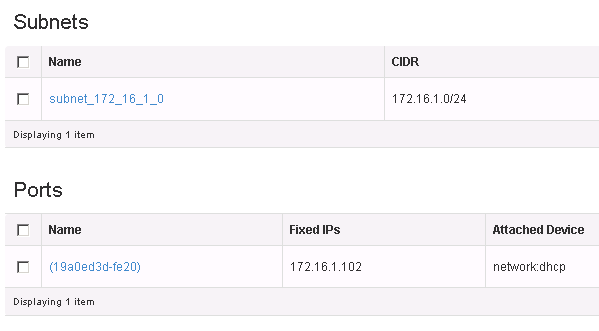 Subnets
Name CIDR
subnet_172_16_1_0 172.16.1.0/24
Displaying 1 item
Ports
Name Fixed IPs Attached Device
(19a0ed3d-fe20) 172.16.1.102 network:dhcp
Displaying 1 item